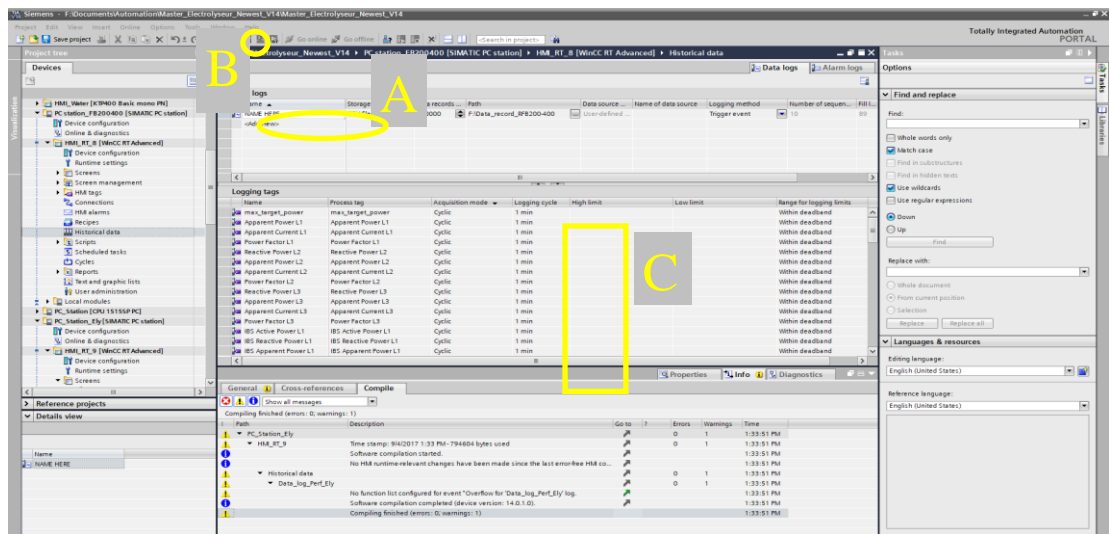 Siemens - F:\Documents\Automation\Master_Electrolyseur_Newest_V14\Master_Electrolyseur_Newest_V14
Project Edit View Insert Online Options Tools Window Help
Totally Integrated Automation
PORTAL
Save project Go online Go offline <Search in project>
B
A
C
Project tree
Devices
HMI_Water [KTP400 Basic mono PN]
PC station_FB200400 [SIMATIC PC station]
Device configuration
Online & diagnostics
HMI_RT_8 [WinCC RT Advanced]
Device configuration
Runtime settings
Screens
Screen management
HMI tags
Connections
HMI alarms
Recipes
Historical data
Scripts
Scheduled tasks
Cycles
Reports
Text and graphic lists
User administration
Local modules
PC_Station [CPU 1515SP PC]
PC_Station_Ely [SIMATIC PC station]
Device configuration
Online & diagnostics
HMI_RT_9 [WinCC RT Advanced]
Device configuration
Runtime settings
Screens
Reference projects
Details view
Name
NAME HERE
PC station_FB200400 [SIMATIC PC station] HMI_RT_8 [WinCC RT Advanced] Historical data
Data logs Alarm logs
logs
Storage records ... Path Data source ... Name of data source Logging method Number of sequen... Fill l...
NAME HERE 0000 F:\Data_record_RFB200-400 User-defined ... Trigger event 10 89
Logging tags
Name Process tag Acquisition mode Logging cycle High limit Low limit Range for logging limits
max_target_power max_target_power Cyclic 1 min Within deadband
Apparent Power L1 Apparent Power L1 Cyclic 1 min Within deadband
Apparent Current L1 Apparent Current L1 Cyclic 1 min Within deadband
Power Factor L1 Power Factor L1 Cyclic 1 min Within deadband
Reactive Power L2 Reactive Power L2 Cyclic 1 min Within deadband
Apparent Power L2 Apparent Power L2 Cyclic 1 min Within deadband
Apparent Current L2 Apparent Current L2 Cyclic 1 min Within deadband
Power Factor L2 Power Factor L2 Cyclic 1 min Within deadband
Reactive Power L3 Reactive Power L3 Cyclic 1 min Within deadband
Apparent Power L3 Apparent Power L3 Cyclic 1 min Within deadband
Apparent Current L3 Apparent Current L3 Cyclic 1 min Within deadband
Power Factor L3 Power Factor L3 Cyclic 1 min Within deadband
IBS Active Power L1 IBS Active Power L1 Cyclic 1 min Within deadband
IBS Reactive Power L1 IBS Reactive Power L1 Cyclic 1 min Within deadband
IBS Apparent Power L1 IBS Apparent Power L1 Cyclic 1 min Within deadband
Properties Info Diagnostics
General Cross-references Compile
Show all messages
Compiling finished (errors: 0; warnings: 1)
! Path Description Go to ? Errors Warnings Time
PC_Station_Ely 0 1 1:33:51 PM
HMI_RT_9 Time stamp: 9/4/2017 1:33 PM - 794604 bytes used 0 1 1:33:51 PM
Software compilation started. 1:33:51 PM
No HMI runtime-relevant changes have been made since the last error-free HMI co... 1:33:51 PM
Historical data 0 1 1:33:51 PM
Data_log_Perf_Ely 0 1 1:33:51 PM
No function list configured for event "Overflow for 'Data_log_Perf_Ely' log. 1:33:51 PM
Software compilation completed (device version: 14.0.1.0). 1:33:51 PM
Compiling finished (errors: 0; warnings: 1) 1:33:51 PM
Tasks
Options
Find and replace
Find:
Whole words only
Match case
Find in substructures
Find in hidden texts
Use wildcards
Use regular expressions
Down
Up
Find
Replace with:
Whole document
From current position
Selection
Replace Replace all
Languages & resources
Editing language:
English (United States)
Reference language:
English (United States)
Tasks
Libraries
Visualization